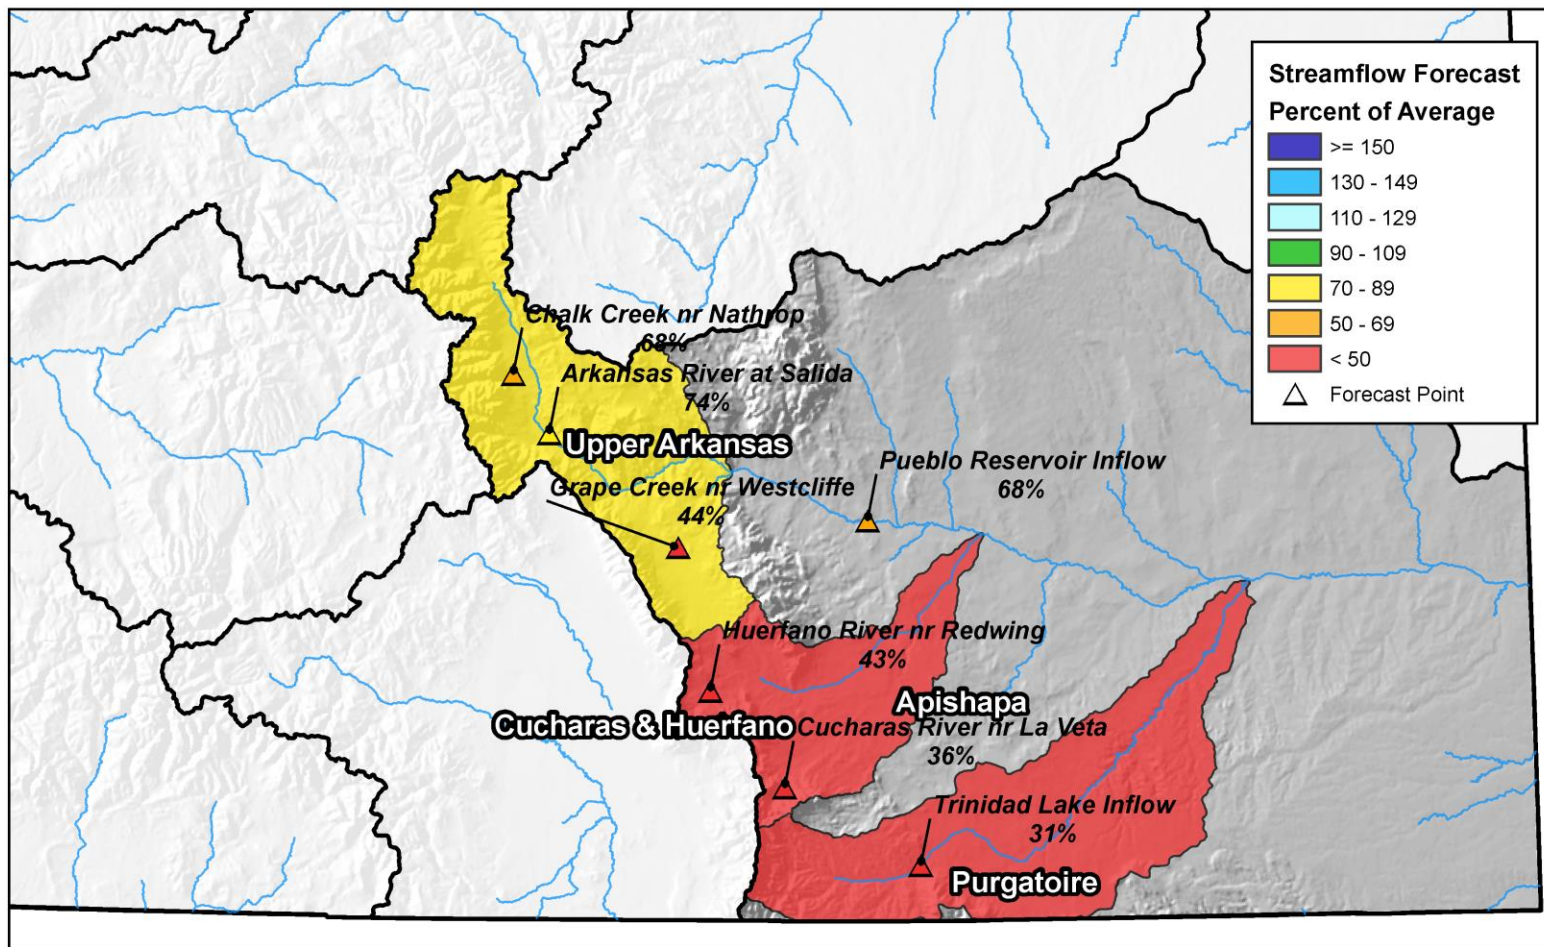 Streamflow Forecast
Percent of Average
>= 150
130 - 149
110 - 129
90 - 109
70 - 89
50 - 69
< 50
Forecast Point
Chalk Creek nr Nathrop
68%
Arkansas River at Salida
74%
Upper Arkansas
Pueblo Reservoir Inflow
68%
Grape Creek nr Westcliffe
44%
Huerfano River nr Redwing
43%
Apishapa
Cucharas & Huerfano
Cucharas River nr La Veta
36%
Trinidad Lake Inflow
31%
Purgatoire